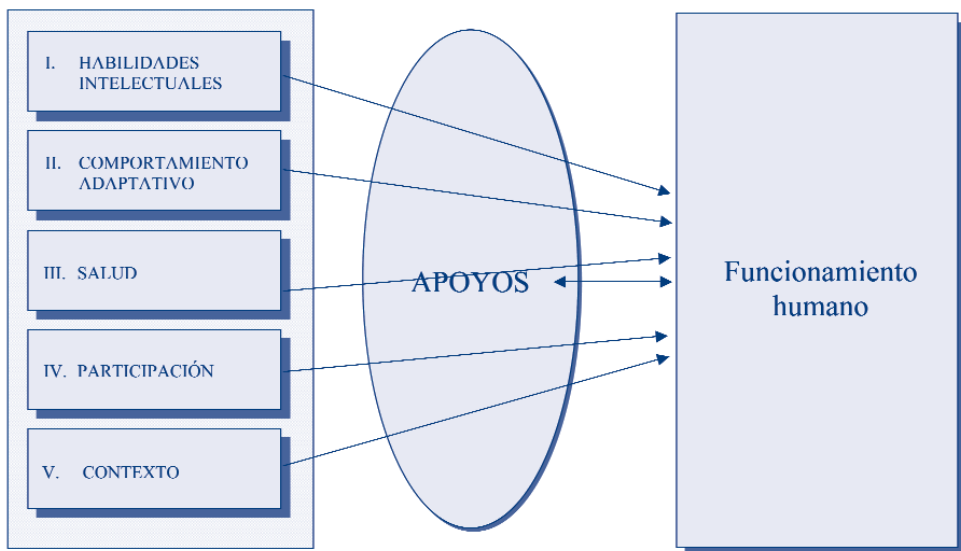 I. HABILIDADES
INTELECTUALES
II. COMPORTAMIENTO
ADAPTATIVO
III. SALUD
IV. PARTICIPACIÓN
V. CONTEXTO
APOYOS
Funcionamiento
humano